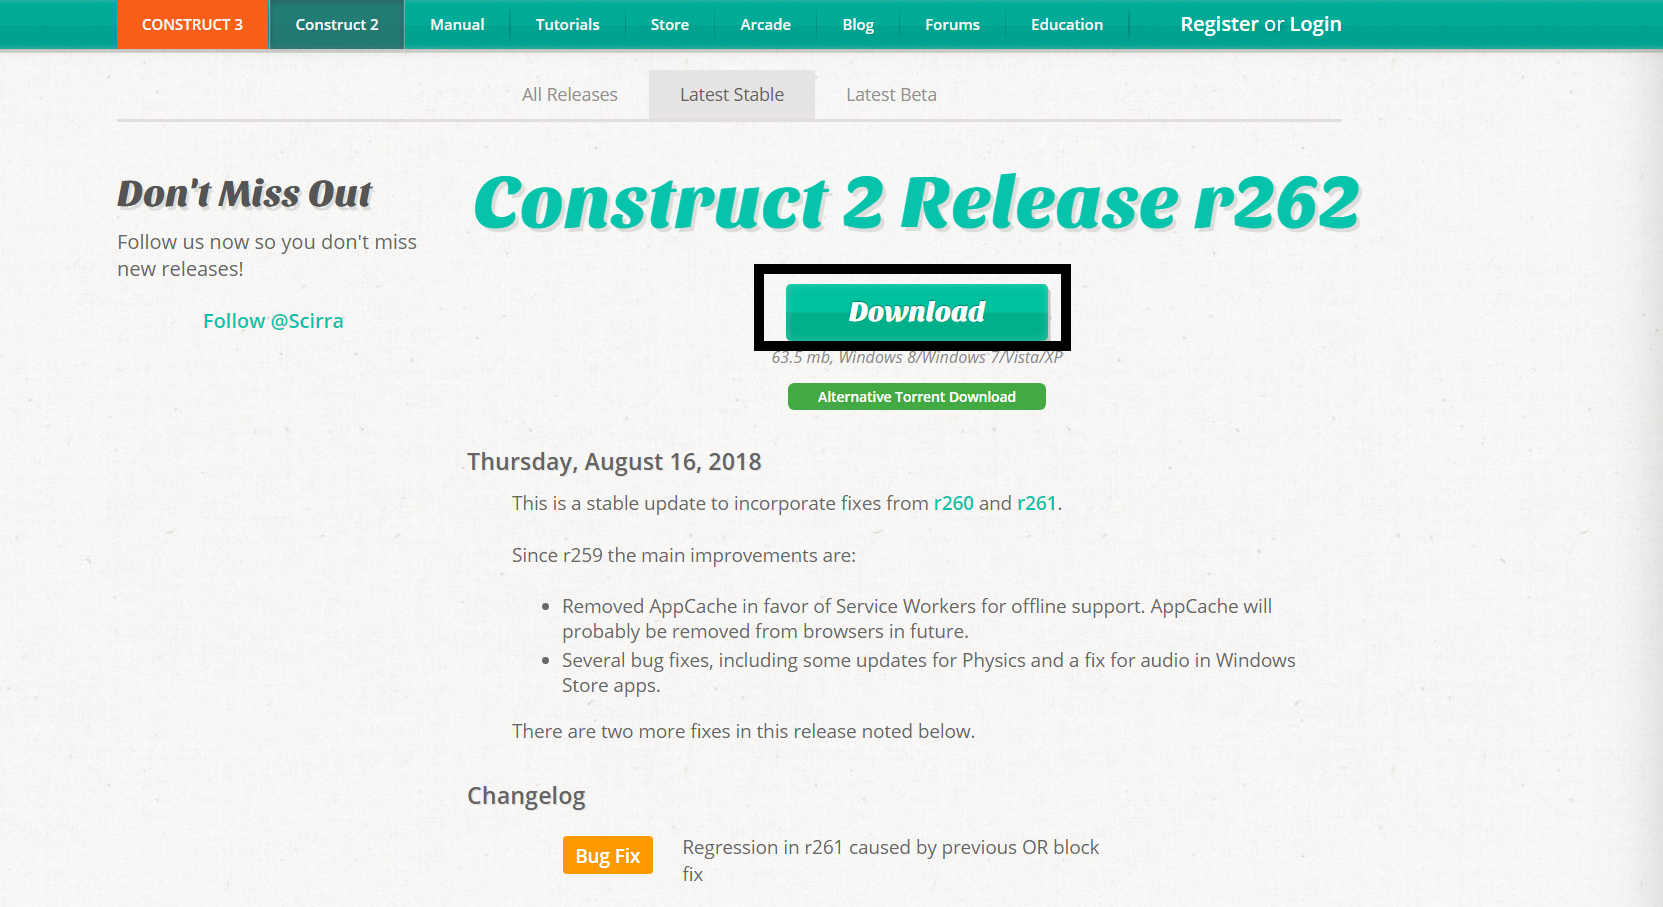 CONSTRUCT 3 Construct 2 Manual Tutorials Store Arcade Blog Forums Education Register or Login
All Releases Latest Stable Latest Beta
Don't Miss Out
Follow us now so you don't miss
new releases!
Follow @Scirra
Construct 2 Release r262
Download
63.5 mb, Windows 8/Windows 7/Vista/XP
Alternative Torrent Download
Thursday, August 16, 2018
This is a stable update to incorporate fixes from r260 and r261.
Since r259 the main improvements are:
• Removed AppCache in favor of Service Workers for offline support. AppCache will
probably be removed from browsers in future.
• Several bug fixes, including some updates for Physics and a fix for audio in Windows
Store apps.
There are two more fixes in this release noted below.
Changelog
Bug Fix Regression in r261 caused by previous OR block
fix